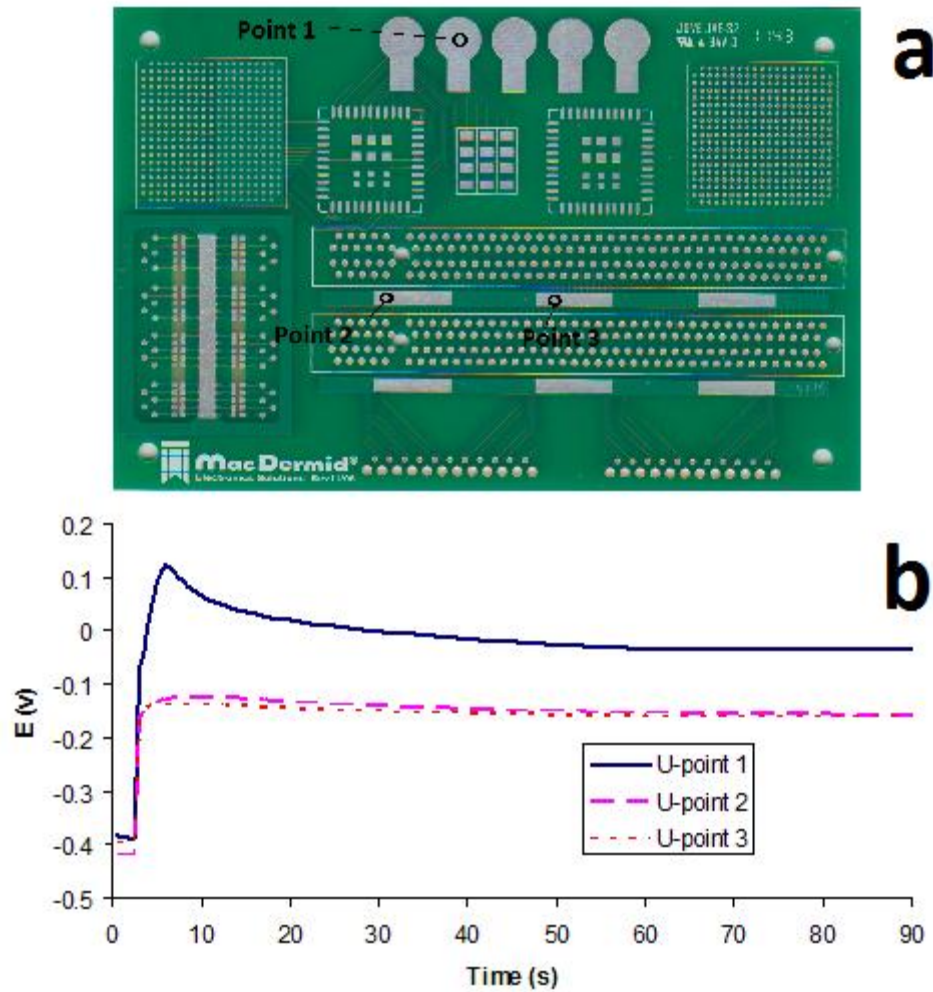 a
Point 1
Point 2
Point 3
MacDermid®
b
0.2
0.1
0
-0.1
-0.2
-0.3
-0.4
-0.5
E (v)
U-point 1
U-point 2
U-point 3
0 10 20 30 40 50 60 70 80 90
Time (s)